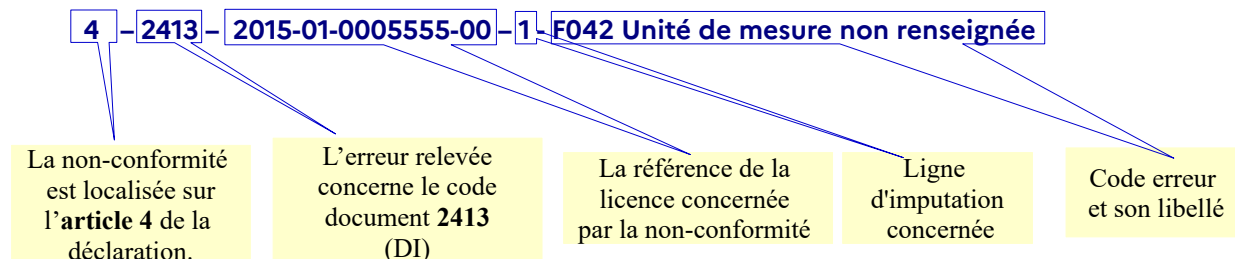 4 – 2413 – 2015-01-0005555-00 – 1 - F042 Unité de mesure non renseignée
La non-conformité
est localisée sur
l’article 4 de la
déclaration.
L’erreur relevée
concerne le code
document 2413
(DI)
La référence de la
licence concernée
par la non-conformité
Ligne
d'imputation
concernée
Code erreur
et son libellé